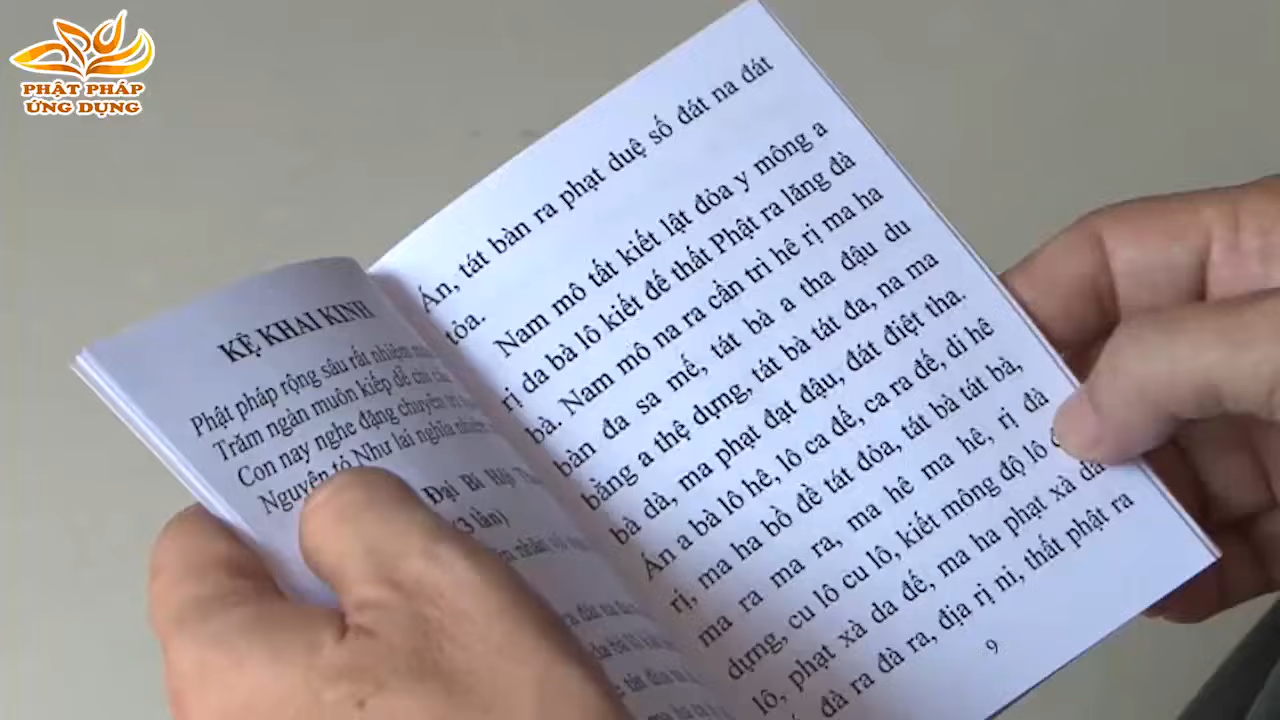 PHẬT PHÁP
ỨNG DỤNG
KỆ KHAI KINH
Phật pháp rộng sâu rất nhiệm
Trăm ngàn muôn kiếp dễ chi
Con nay nghe đặng chuyên trì
Nguyện tỏ Như lai nghĩa nhiệm
Đại Bi Hội
(3 lần)
Án, tát bàn ra phạt duệ số đát na đát
tỏa.
Nam mô tất kiết lật đỏa y mông a
rị da bà lô kiết đế thất Phật ra lăng đà
bà. Nam mô na ra cẩn trì hê rị ma ha
bàn đa sa mế, tát bà a tha đậu du
bằng a thệ dựng, tát bà tát đa, na ma
bà dà, ma phạt đạt đậu, đát điệt tha.
Án a bà lô hê, lô ca đế, ca ra đế, di hê
rị, ma ha bồ đề tát đỏa, tát bà tát bà,
ma ra ma ra, ma hê ma hê, rị đà
dựng, cu lô cu lô, kiết mông độ lô
lô, phạt xà da đế, ma ha phạt xà da
đà ra đà ra, địa rị ni, thất phật ra
9